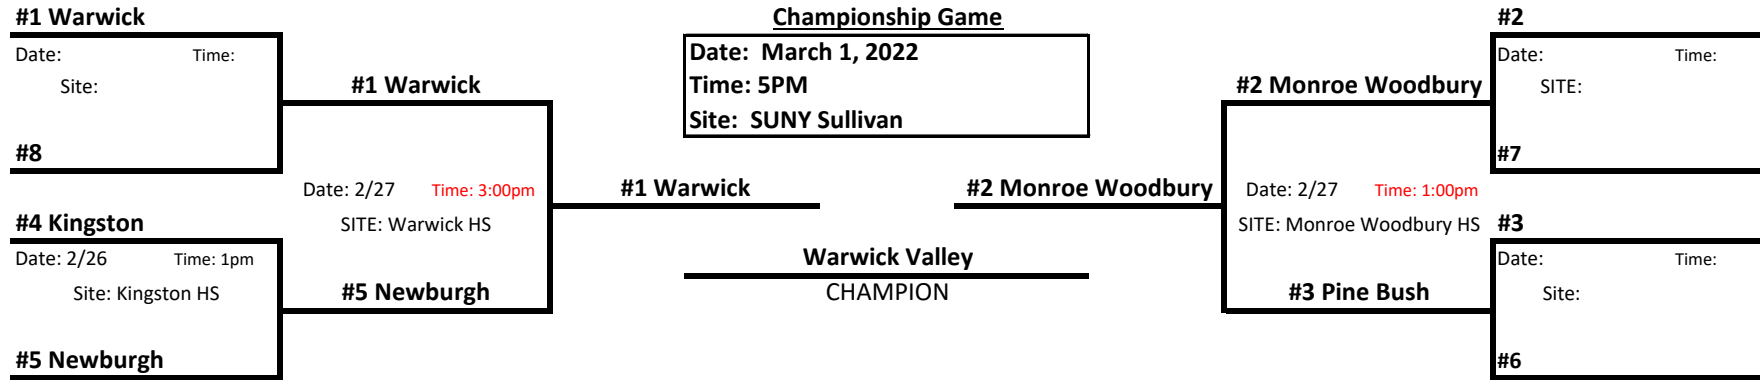 #1 Warwick
Championship Game
#2
Date: Time:
Date:  March 1, 2022
Date: Time:
Site:
#1 Warwick
Time: 5PM
#2 Monroe Woodbury
SITE:
Site:  SUNY Sullivan
#8
#7
Date: 2/27 Time: 3:00pm
#1 Warwick
#2 Monroe Woodbury
Date: 2/27 Time: 1:00pm
#4 Kingston
SITE: Warwick HS
SITE: Monroe Woodbury HS
#3
Date: 2/26 Time: 1pm
Warwick Valley
Date: Time:
Site: Kingston HS
#5 Newburgh
CHAMPION
#3 Pine Bush
Site:
#5 Newburgh
#6